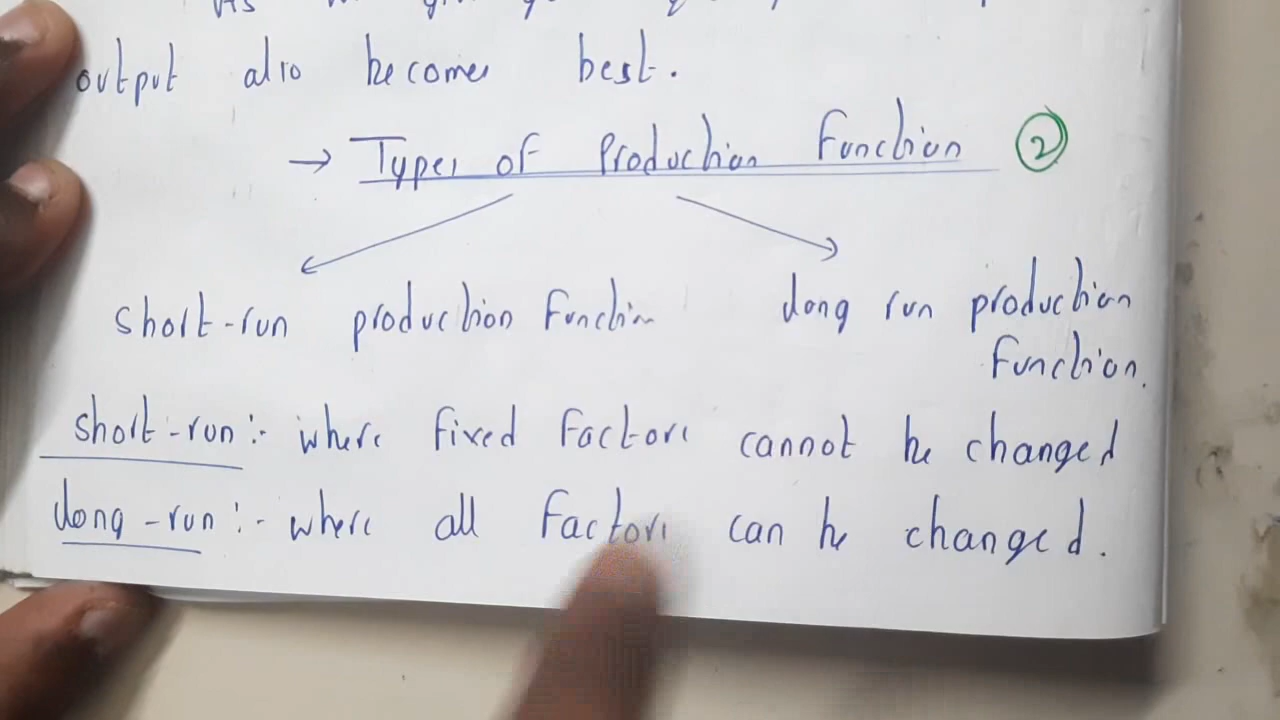 output also becomes best.
→ Types of Production Function ②
short-run production Function
Long run production
Function.
short-run :- where fixed Factors cannot be changed
Long-run :- where all Factors can be changed.